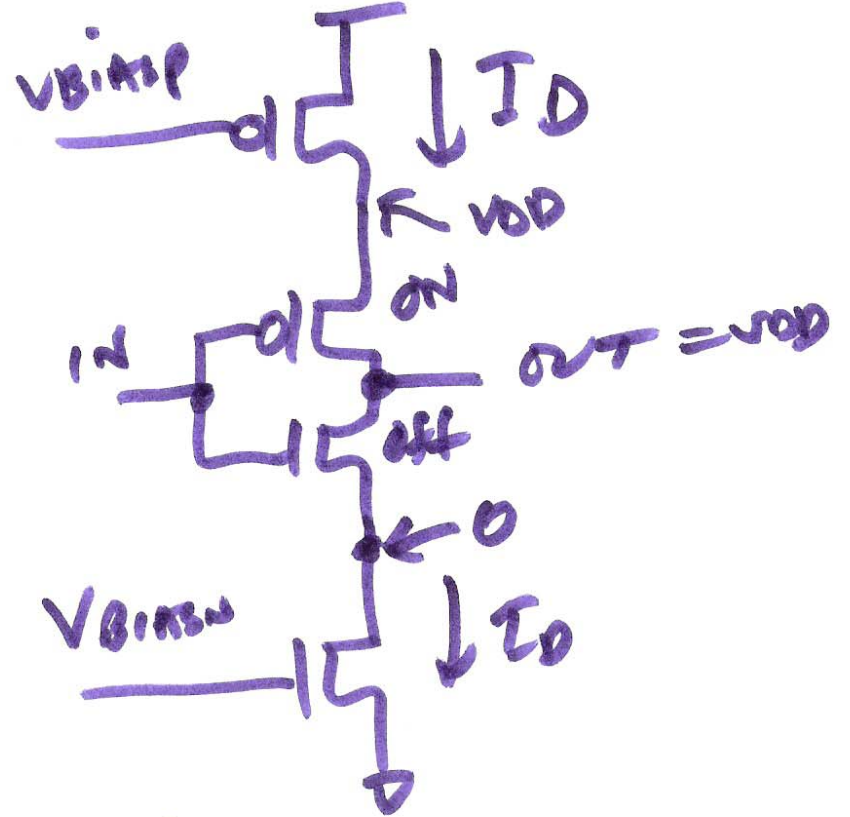 VBiasp
ID
VDD
ON
IN
OUT = VDD
Off
0
VBIASN
ID